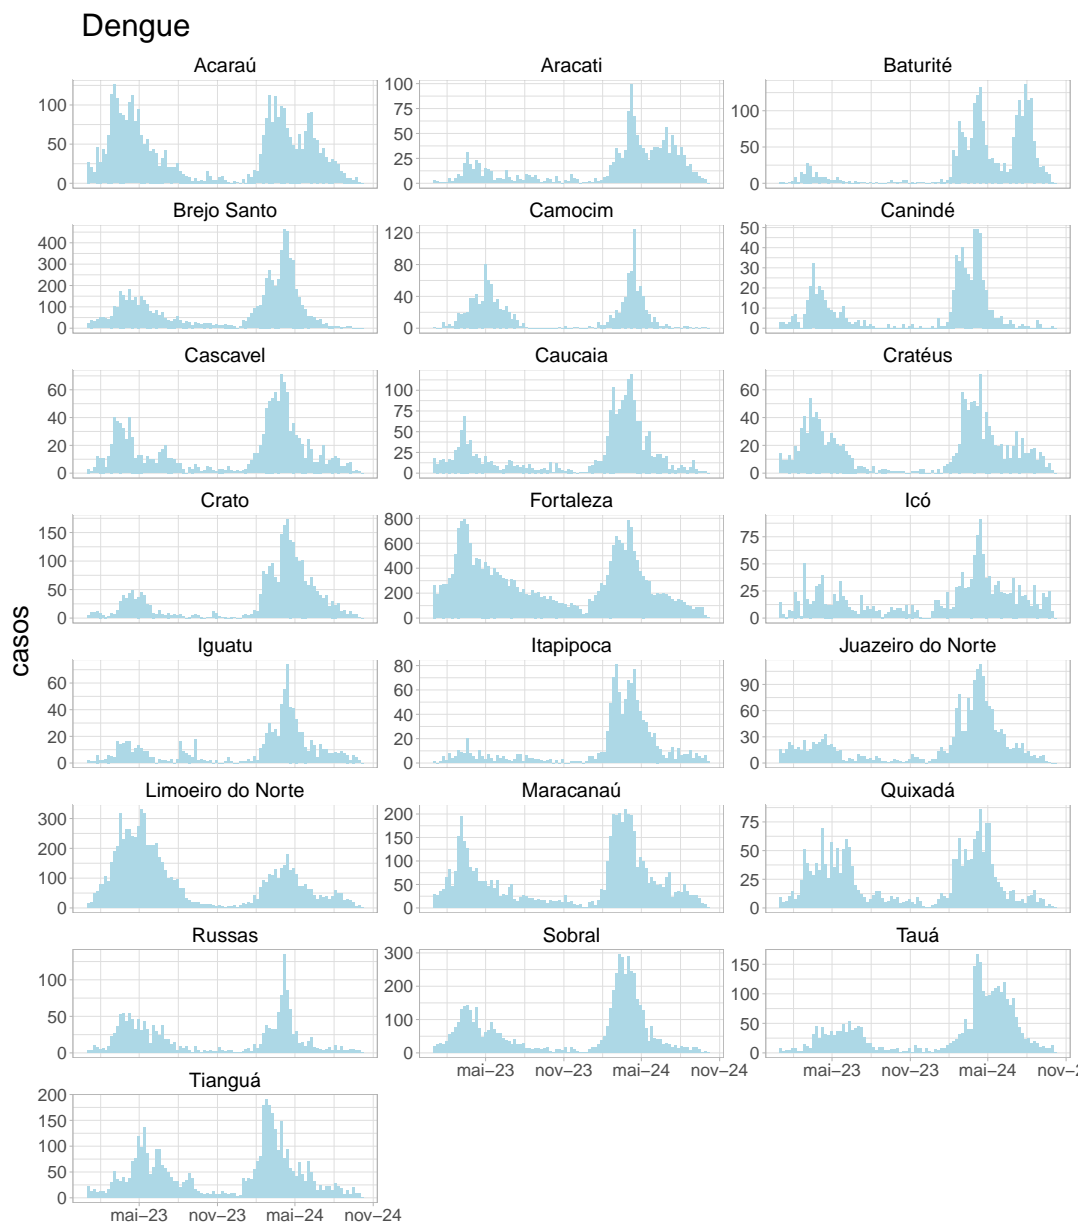 Dengue
Acaraú Aracati Baturité
100 50 0
100 75 50 25 0
100 50 0
Brejo Santo Camocim Canindé
400 300 200 100 0
120 80 40 0
50 40 30 20 10 0
Cascavel Caucaia Cratéus
60 40 20 0
100 75 50 25 0
60 40 20 0
Crato Fortaleza Icó
150 100 50 0
800 600 400 200 0
75 50 25 0
casos
Iguatu Itapipoca Juazeiro do Norte
60 40 20 0
80 60 40 20 0
90 60 30 0
Limoeiro do Norte Maracanaú Quixadá
300 200 100 0
200 150 100 50 0
75 50 25 0
Russas Sobral Tauá
150 100 50 0
300 200 100 0
150 100 50 0
mai−23 nov−23 mai−24 nov−24
mai−23 nov−23 mai−24 nov−2
Tianguá
200 150 100 50 0
mai−23 nov−23 mai−24 nov−24